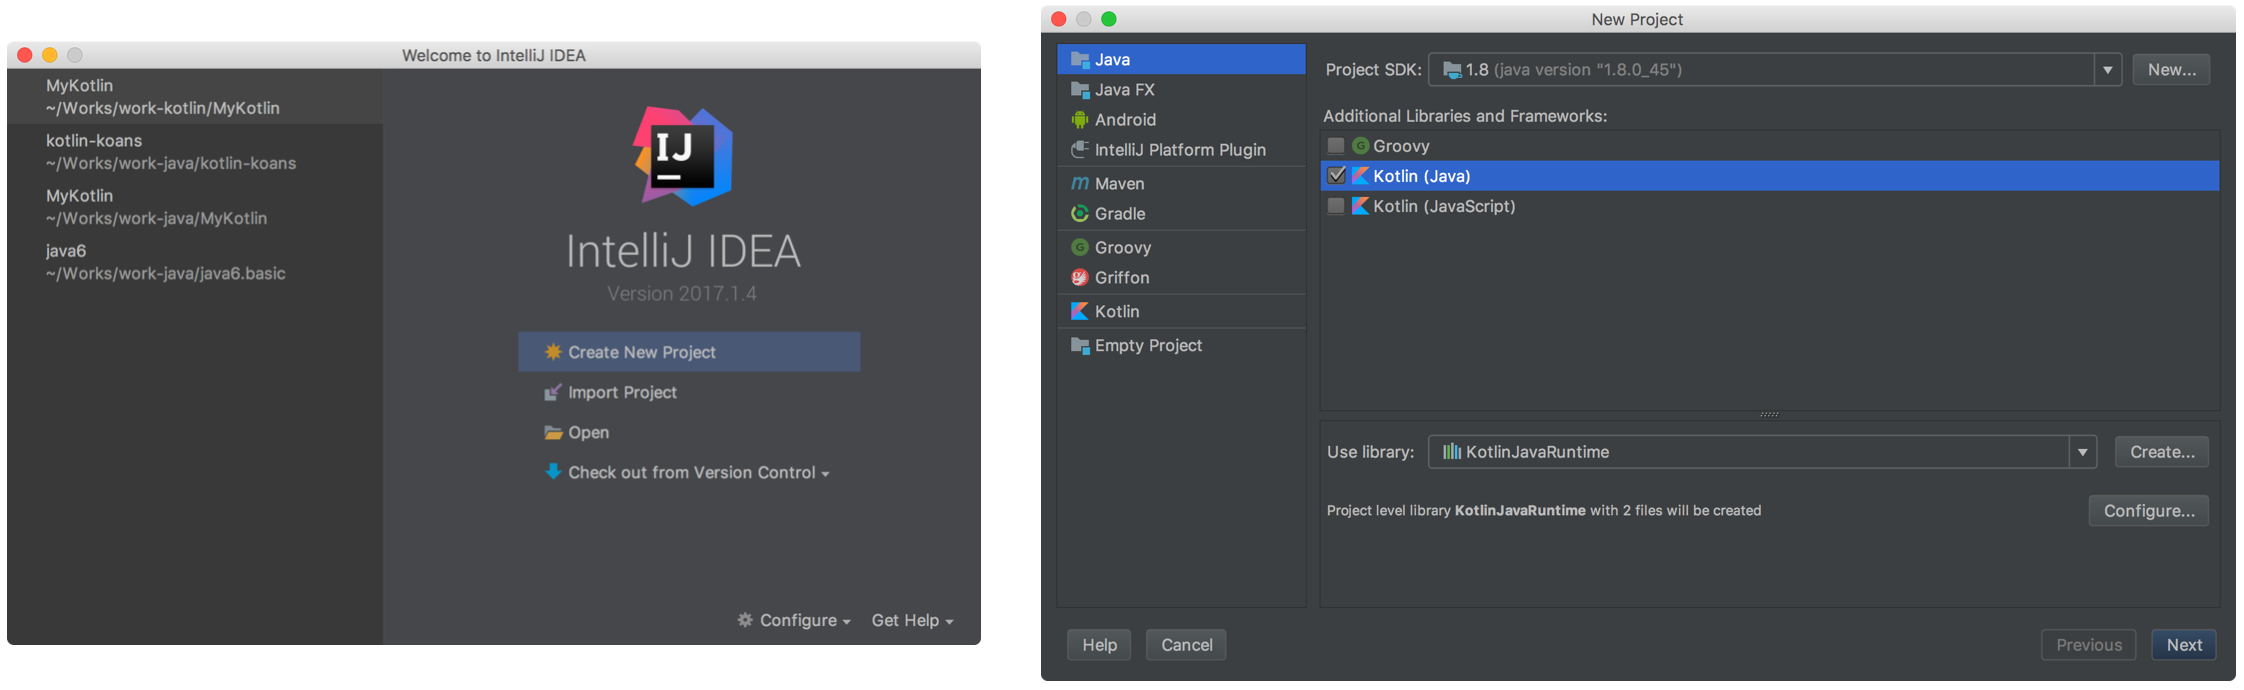 Welcome to IntelliJ IDEA
MyKotlin
~/Works/work-kotlin/MyKotlin
kotlin-koans
~/Works/work-java/kotlin-koans
MyKotlin
~/Works/work-java/MyKotlin
java6
~/Works/work-java/java6.basic
IJ
IntelliJ IDEA
Version 2017.1.4
Create New Project
Import Project
Open
Check out from Version Control
Configure
Get Help
New Project
Java
Java FX
Android
IntelliJ Platform Plugin
Maven
Gradle
Groovy
Griffon
Kotlin
Empty Project
Project SDK: 1.8 (java version "1.8.0_45") New...
Additional Libraries and Frameworks:
Groovy
Kotlin (Java)
Kotlin (JavaScript)
Use library: KotlinJavaRuntime Create...
Project level library KotlinJavaRuntime with 2 files will be created Configure...
Help Cancel Previous Next